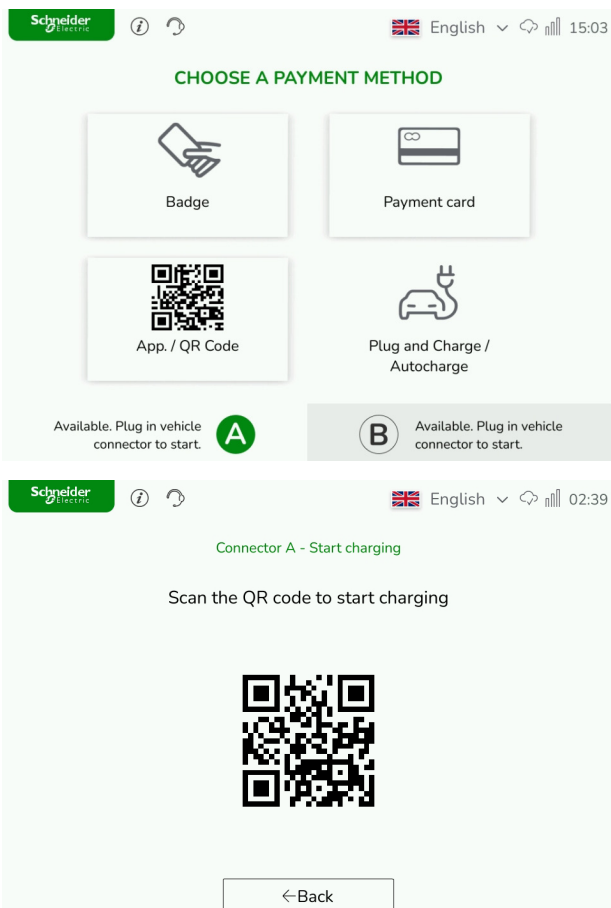 Schneider
Electric
i
English
15:03
CHOOSE A PAYMENT METHOD
Badge
Payment card
App. / QR Code
Plug and Charge /
Autocharge
Available. Plug in vehicle
connector to start.
A
B
Available. Plug in vehicle
connector to start.
Schneider
Electric
i
English
02:39
Connector A - Start charging
Scan the QR code to start charging
←Back